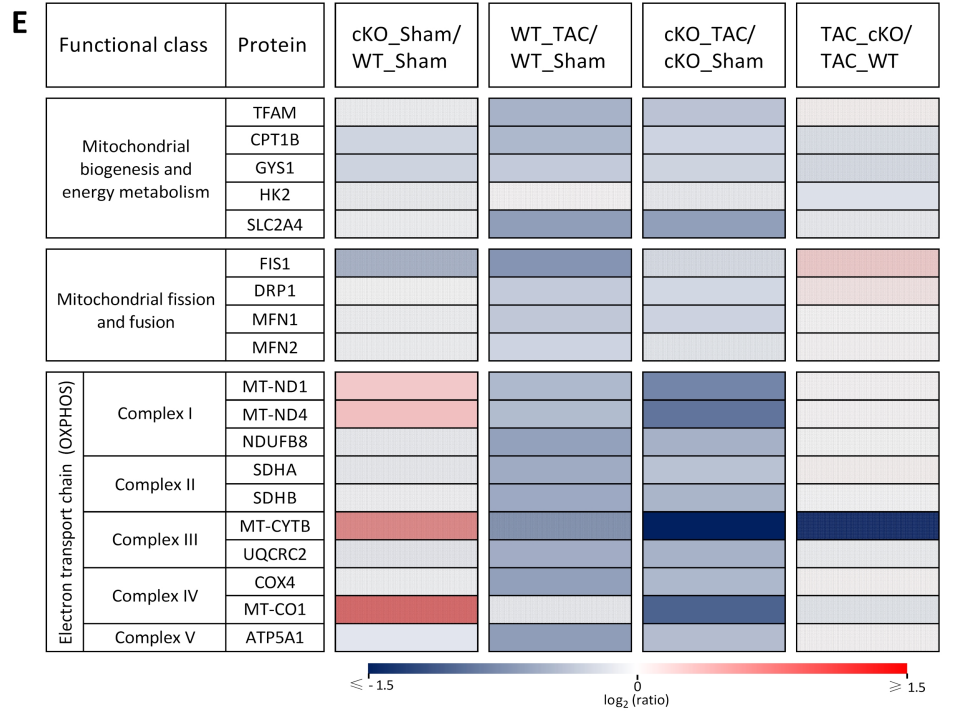 E
Functional class
Protein
cKO_Sham/
WT_Sham
WT_TAC/
WT_Sham
cKO_TAC/
cKO_Sham
TAC_cKO/
TAC_WT
Mitochondrial
biogenesis and
energy metabolism
TFAM
CPT1B
GYS1
HK2
SLC2A4
Mitochondrial fission
and fusion
FIS1
DRP1
MFN1
MFN2
Electron transport chain (OXPHOS)
Complex I
MT-ND1
MT-ND4
NDUFB8
Complex II
SDHA
SDHB
Complex III
MT-CYTB
UQCRC2
Complex IV
COX4
MT-CO1
Complex V
ATP5A1
⩽ - 1.5
0
⩾ 1.5
log₂ (ratio)